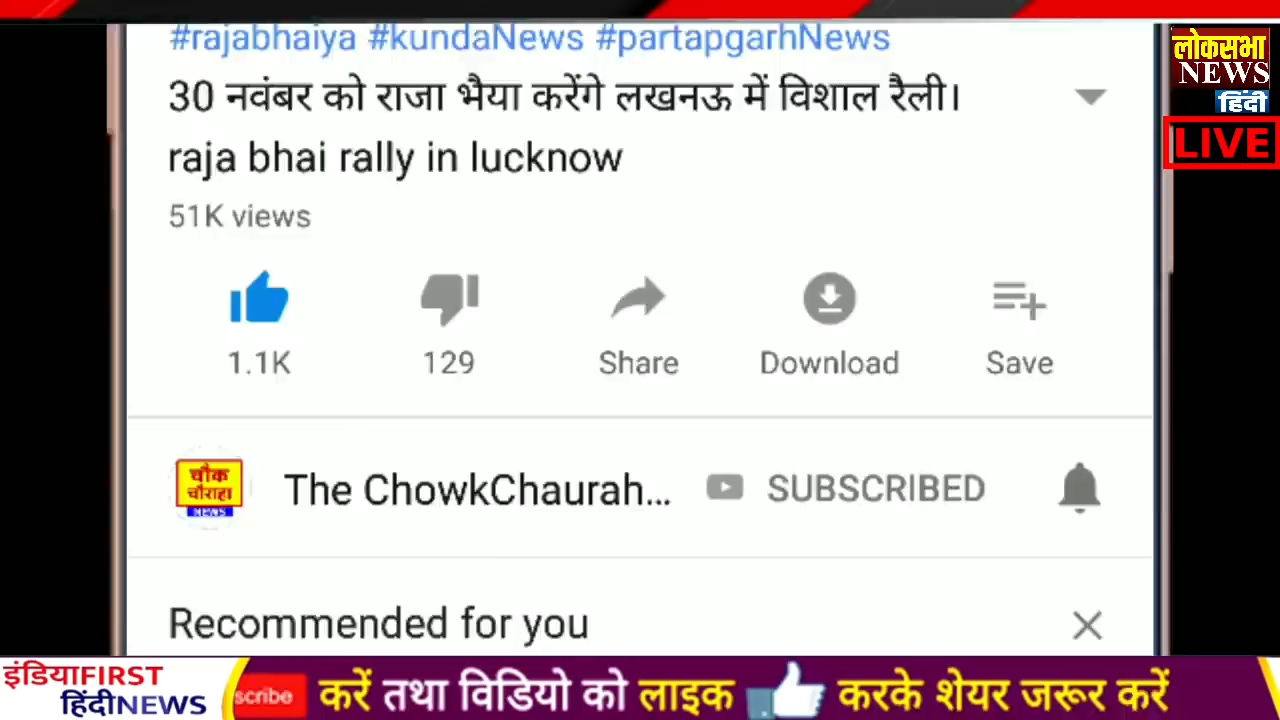 #rajabhaiya #kundaNews #partapgarhNews
लोकसभा
NEWS
हिंदी
LIVE
30 नवंबर को राजा भैया करेंगे लखनऊ में विशाल रैली।
raja bhai rally in lucknow
51K views
1.1K 129 Share Download Save
चौक
चौराहा
NEWS
The ChowkChaurah... SUBSCRIBED
Recommended for you
इंडियाFIRST
हिंदीNEWS
scribe करें तथा विडियो को लाइक करके शेयर जरूर करें